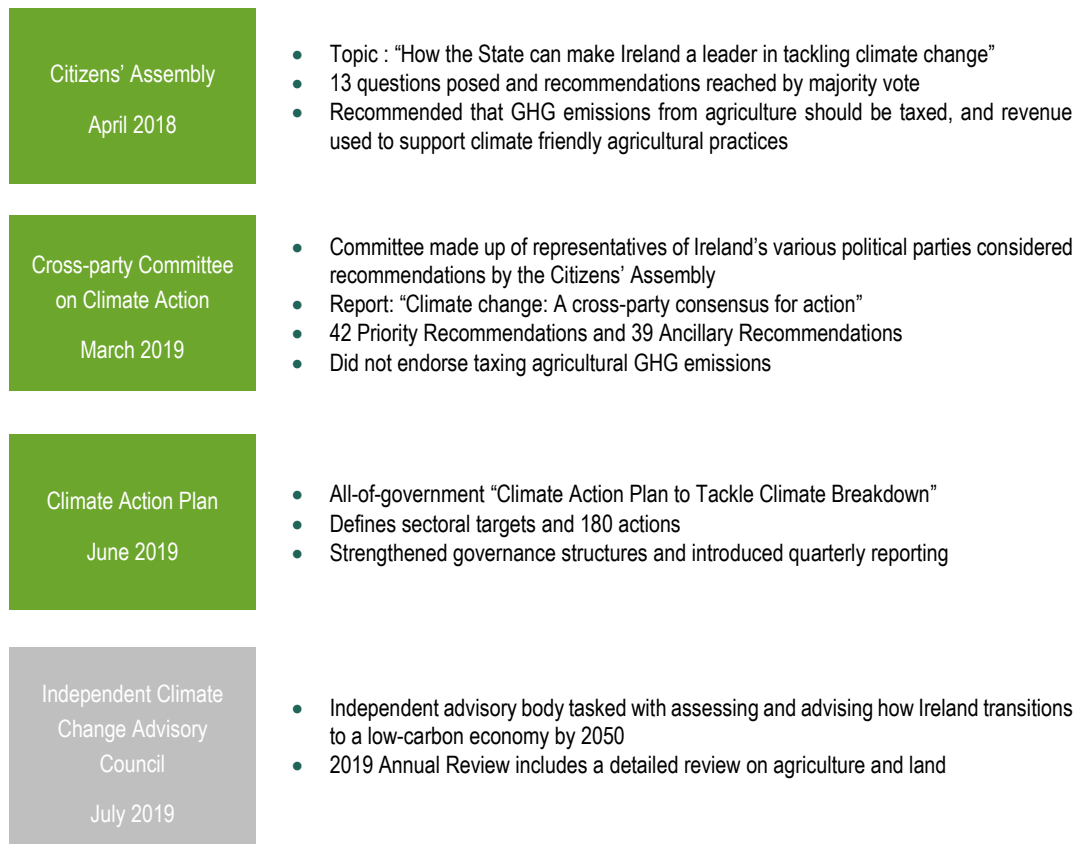 Citizens’ Assembly
April 2018
• Topic : “How the State can make Ireland a leader in tackling climate change”
• 13 questions posed and recommendations reached by majority vote
• Recommended that GHG emissions from agriculture should be taxed, and revenue
used to support climate friendly agricultural practices
Cross-party Committee
on Climate Action
March 2019
• Committee made up of representatives of Ireland’s various political parties considered
recommendations by the Citizens’ Assembly
• Report: “Climate change: A cross-party consensus for action”
• 42 Priority Recommendations and 39 Ancillary Recommendations
• Did not endorse taxing agricultural GHG emissions
Climate Action Plan
June 2019
• All-of-government “Climate Action Plan to Tackle Climate Breakdown”
• Defines sectoral targets and 180 actions
• Strengthened governance structures and introduced quarterly reporting
Independent Climate
Change Advisory
Council
July 2019
• Independent advisory body tasked with assessing and advising how Ireland transitions
to a low-carbon economy by 2050
• 2019 Annual Review includes a detailed review on agriculture and land